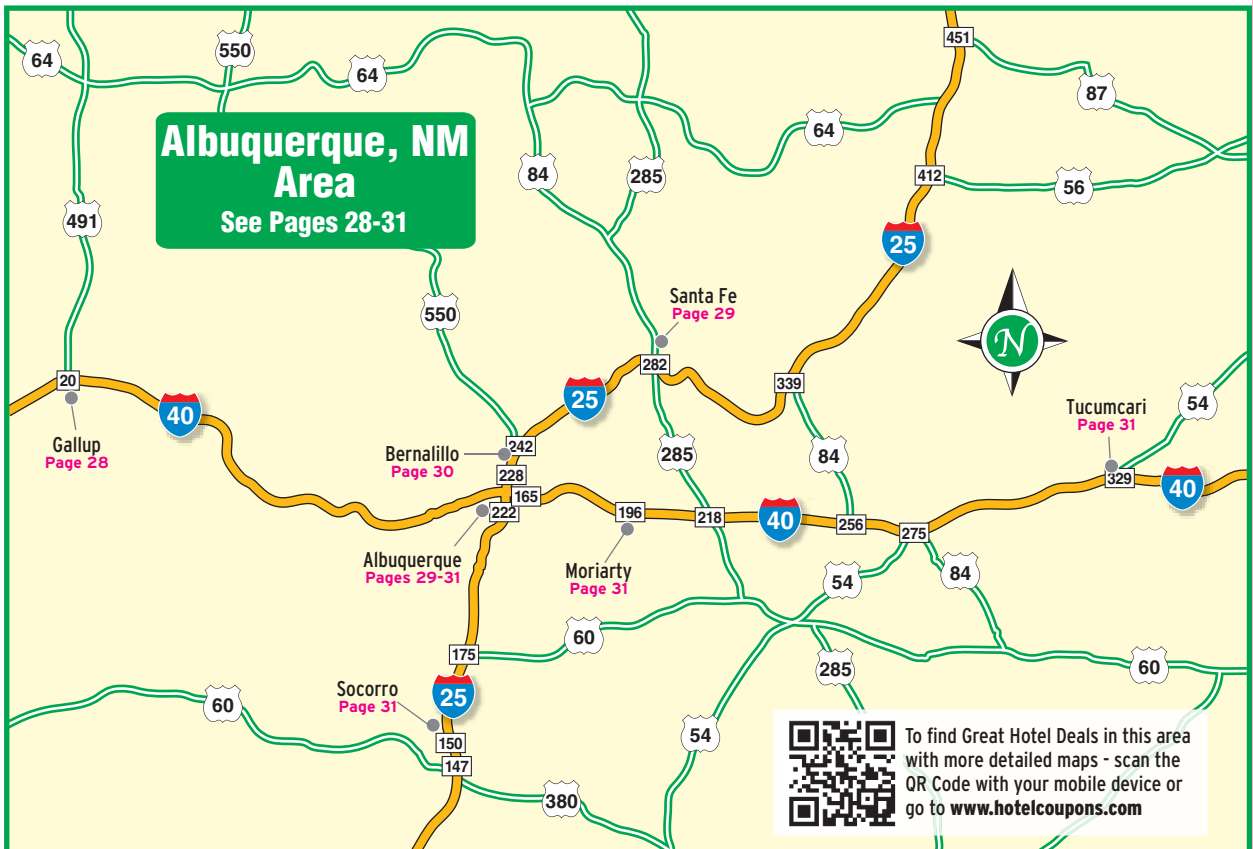 451
550
64
64
87
Albuquerque, NM
Area
See Pages 28-31
64
84
285
412
56
491
25
Santa Fe
Page 29
550
N
282
339
20
25
40
Tucumcari
Page 31
54
Gallup
Page 28
Bernalillo
Page 30
242
285
84
228
329
40
165
222
196
218
40
256
275
Albuquerque
Pages 29-31
Moriarty
Page 31
54
84
60
175
285
60
Socorro
Page 31
25
60
54
150
147
380
To find Great Hotel Deals in this area
with more detailed maps - scan the
QR Code with your mobile device or
go to www.hotelcoupons.com